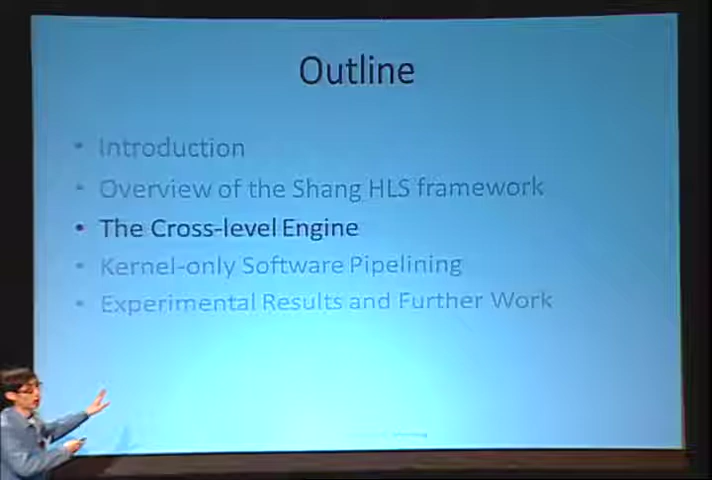 Outline
• Introduction
• Overview of the Shang HLS framework
• The Cross-level Engine
• Kernel-only Software Pipelining
• Experimental Results and Further Work